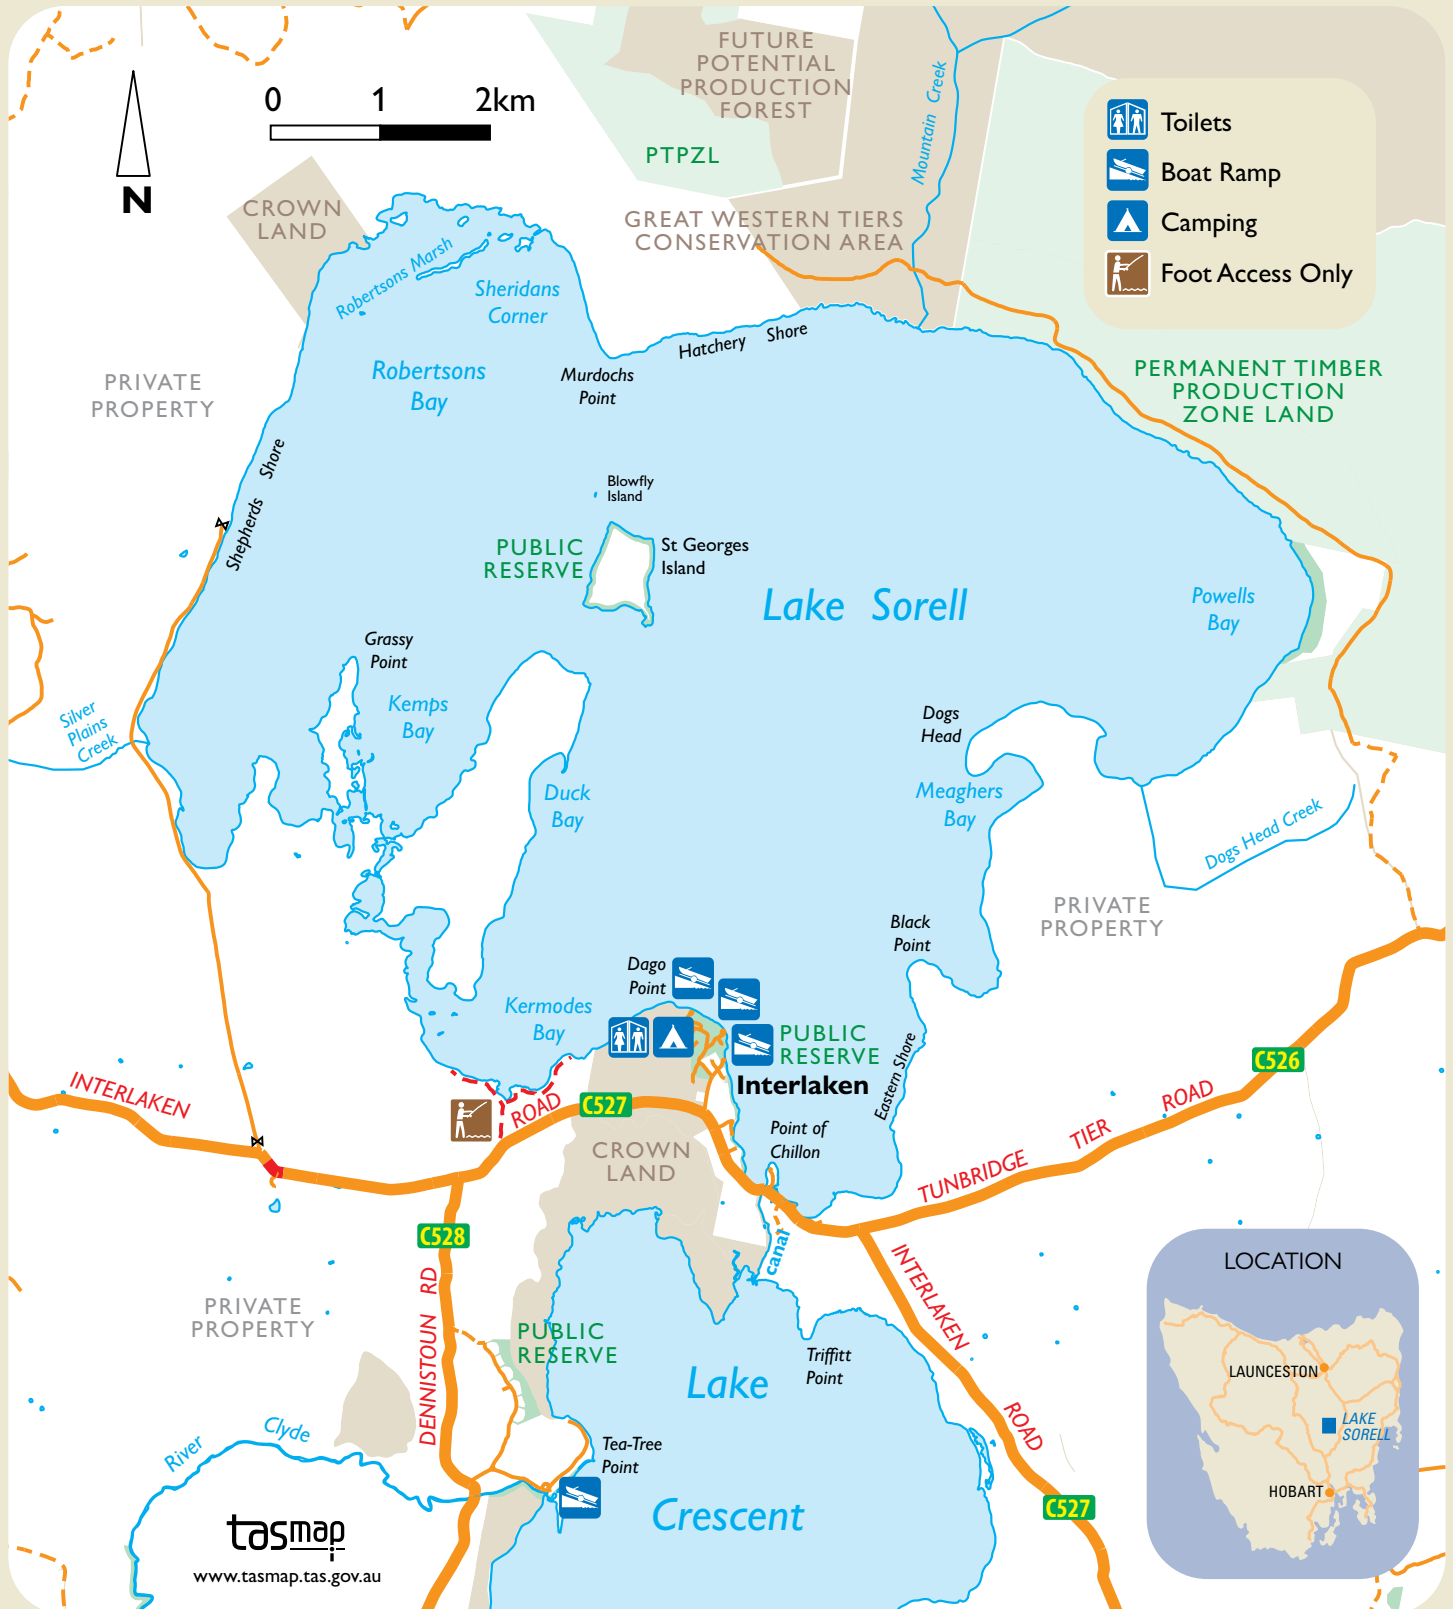 0 1 2km
N
FUTURE
POTENTIAL
PRODUCTION
FOREST
PTPZL
Mountain Creek
Toilets
Boat Ramp
Camping
Foot Access Only
CROWN
LAND
GREAT WESTERN TIERS
CONSERVATION AREA
Robertsons Marsh
Sheridans
Corner
Hatchery Shore
Robertsons
Bay
Murdochs
Point
PRIVATE
PROPERTY
PERMANENT TIMBER
PRODUCTION
ZONE LAND
Shepherds Shore
Blowfly
Island
PUBLIC
RESERVE
St Georges
Island
Lake Sorell
Powells
Bay
Grassy
Point
Kemps
Bay
Silver
Plains
Creek
Dogs
Head
Duck
Bay
Meaghers
Bay
Dogs Head Creek
PRIVATE
PROPERTY
Black
Point
Dago
Point
Kermodes
Bay
PUBLIC
RESERVE
Interlaken
Eastern Shore
C526
INTERLAKEN
ROAD
C527
Point of
Chillon
TUNBRIDGE TIER ROAD
CROWN
LAND
C528
canal
INTERLAKEN
ROAD
DENNISTOUN RD
PRIVATE
PROPERTY
PUBLIC
RESERVE
Triffitt
Point
Lake
Crescent
River Clyde
Tea-Tree
Point
C527
LOCATION
LAUNCESTON
LAKE
SORELL
HOBART
tasmap
www.tasmap.tas.gov.au